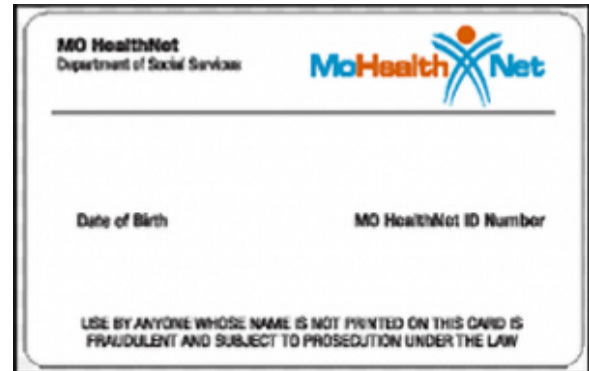 MO HealthNet
Department of Social Services
MoHealthNet
Date of Birth
MO HealthNet ID Number
USE BY ANYONE WHOSE NAME IS NOT PRINTED ON THIS CARD IS
FRAUDULENT AND SUBJECT TO PROSECUTION UNDER THE LAW